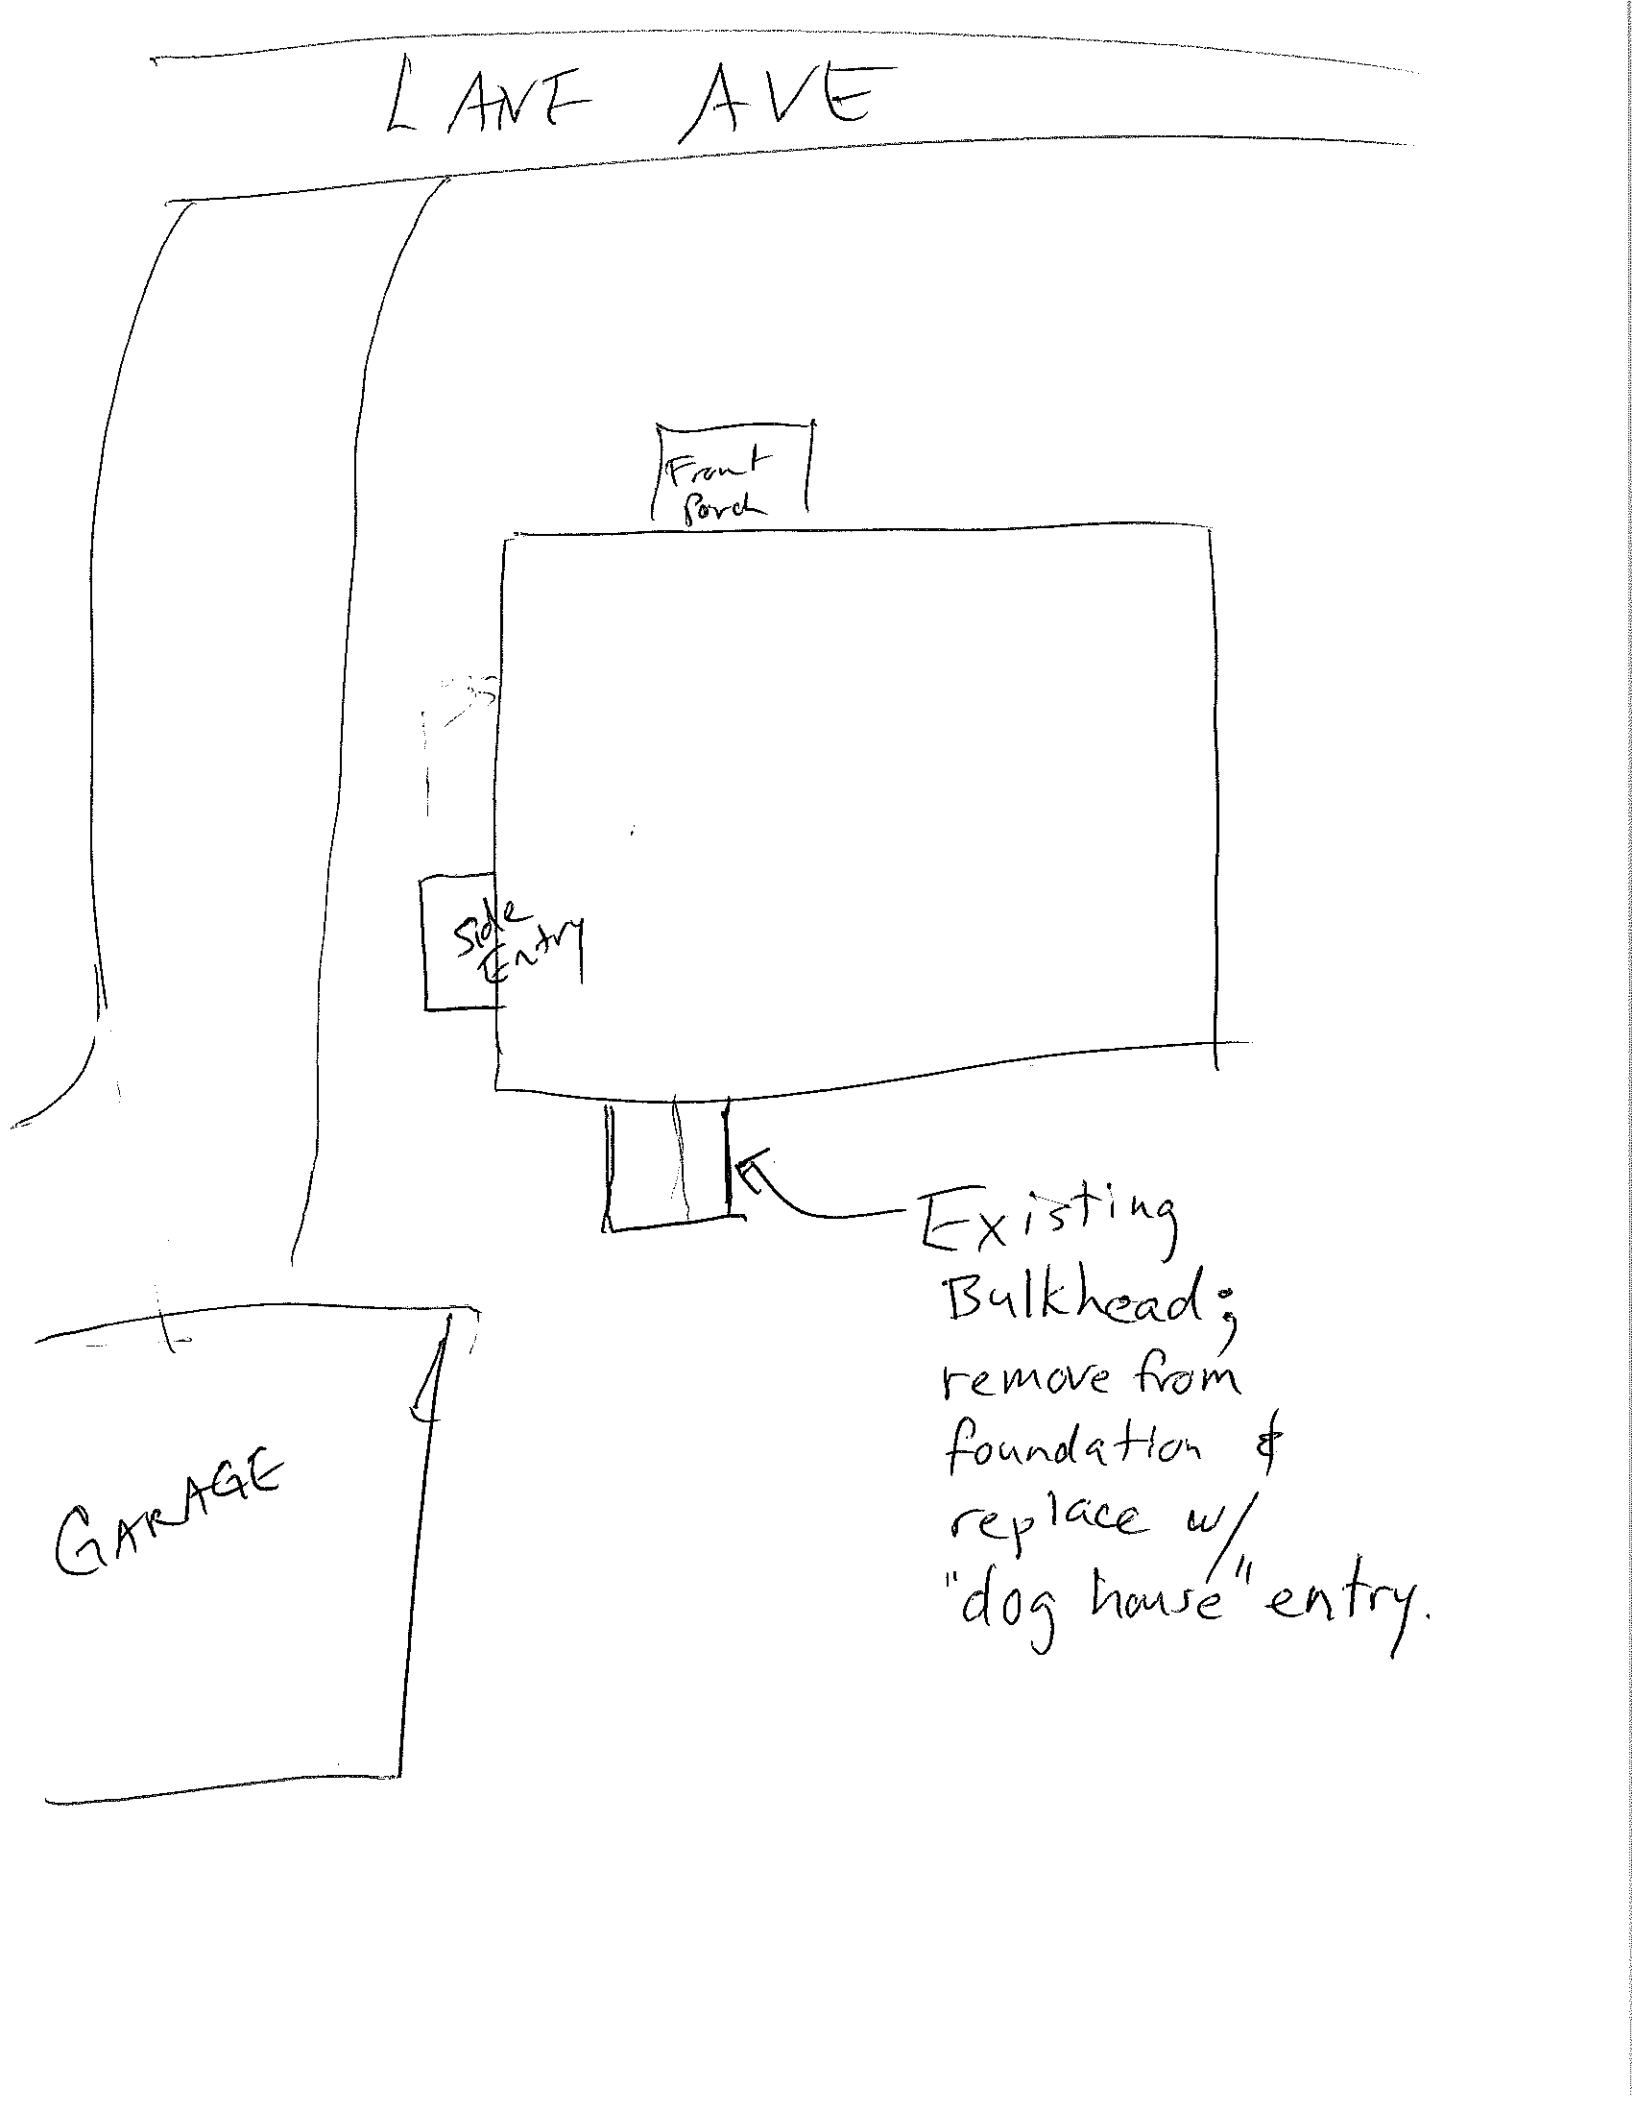 LANE AVE
Front
Porch
Side
Entry
Existing
Bulkhead;
remove from
foundation &
replace w/
"dog house" entry.
GARAGE